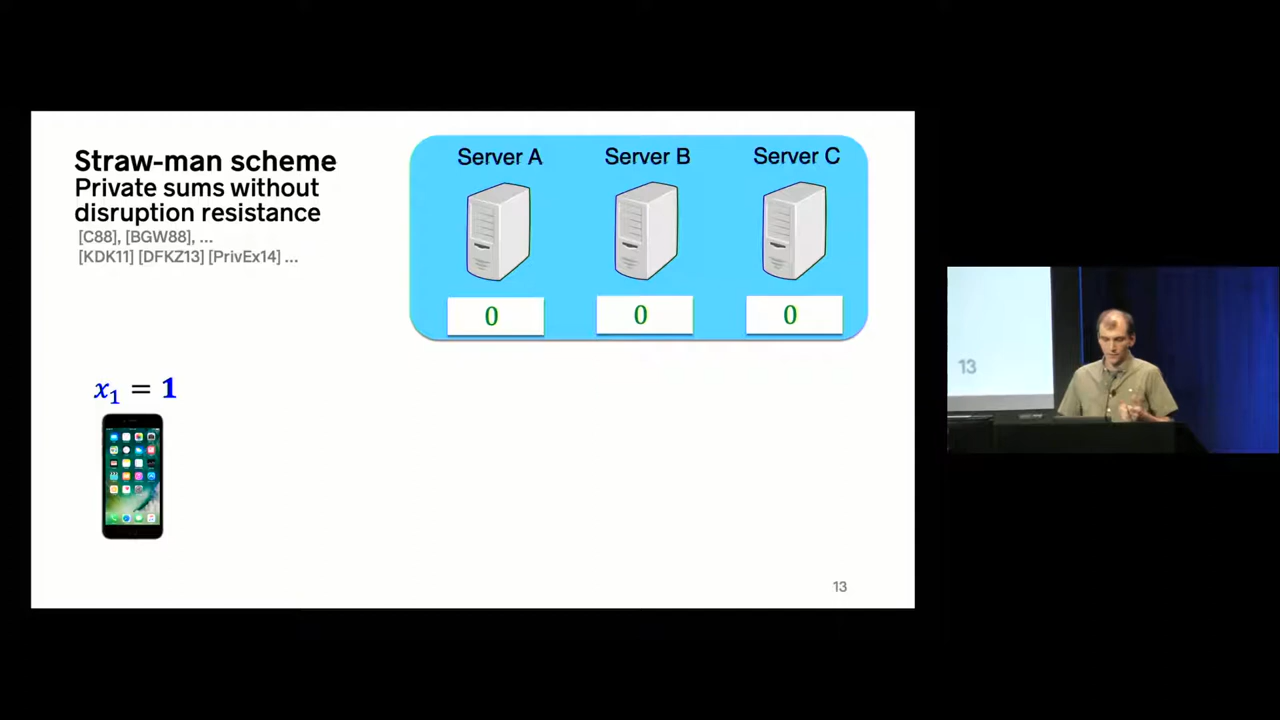 Straw-man scheme
Private sums without
disruption resistance
[C88], [BGW88], ...
[KDK11] [DFKZ13] [PrivEx14] ...
Server A Server B Server C
0 0 0
x₁ = 1
13
13